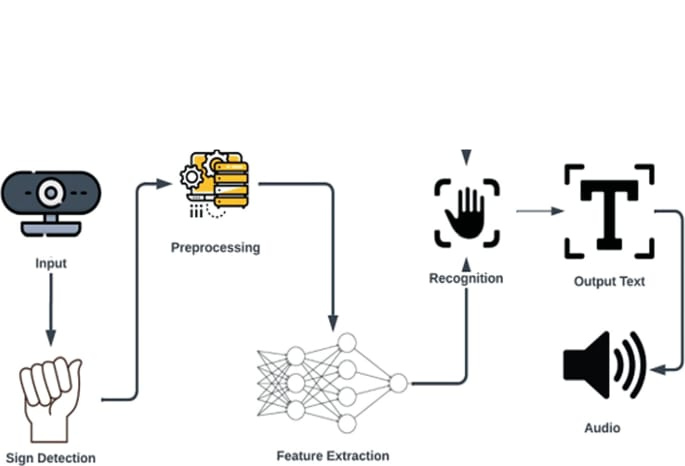 Input
Sign Detection
Preprocessing
Feature Extraction
Recognition
T
Output Text
Audio